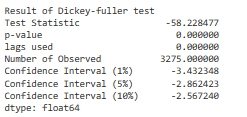 Result of Dickey-fuller test
Test Statistic -58.228477
p-value 0.000000
lags used 0.000000
Number of Observed 3275.000000
Confidence Interval (1%) -3.432348
Confidence Interval (5%) -2.862423
Confidence Interval (10%) -2.567240
dtype: float64